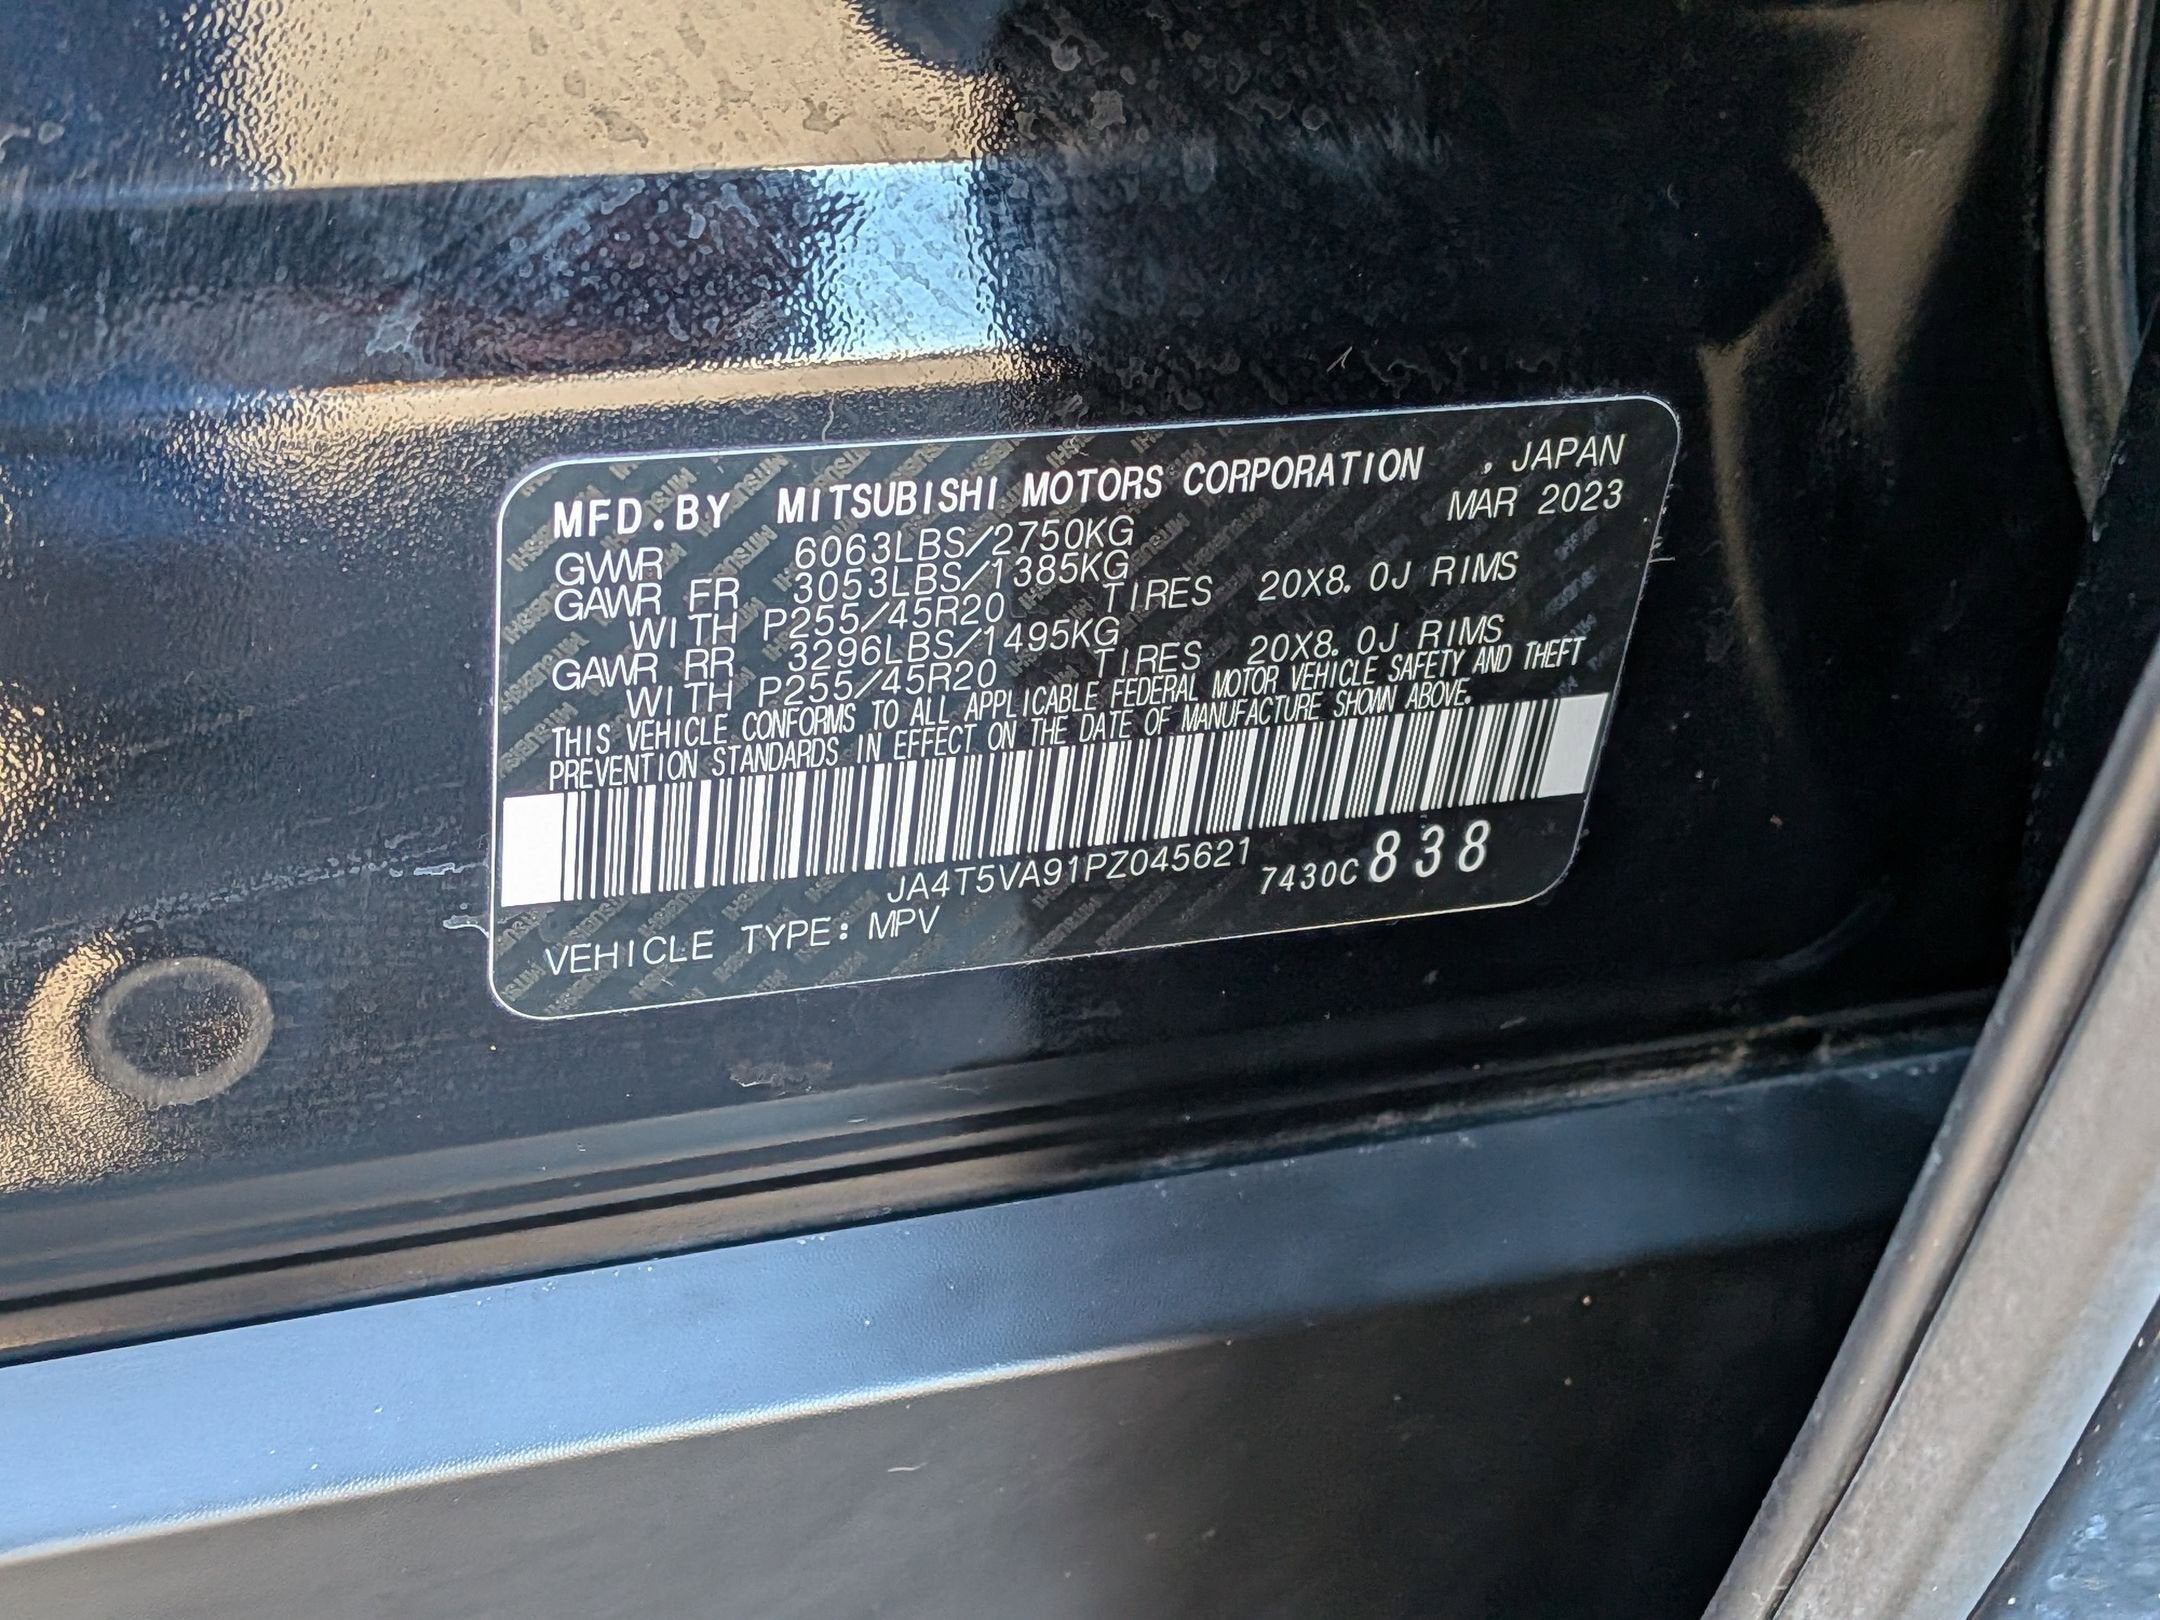 MFD.BY MITSUBISHI MOTORS CORPORATION , JAPAN
MAR 2023
GVWR 6063LBS/2750KG
GAWR FR 3053LBS/1385KG
WITH P255/45R20 TIRES 20X8.0J RIMS
GAWR RR 3296LBS/1495KG
WITH P255/45R20 TIRES 20X8.0J RIMS
THIS VEHICLE CONFORMS TO ALL APPLICABLE FEDERAL MOTOR VEHICLE SAFETY AND THEFT
PREVENTION STANDARDS IN EFFECT ON THE DATE OF MANUFACTURE SHOWN ABOVE.
JA4T5VA91PZ045621 7430C838
VEHICLE TYPE: MPV